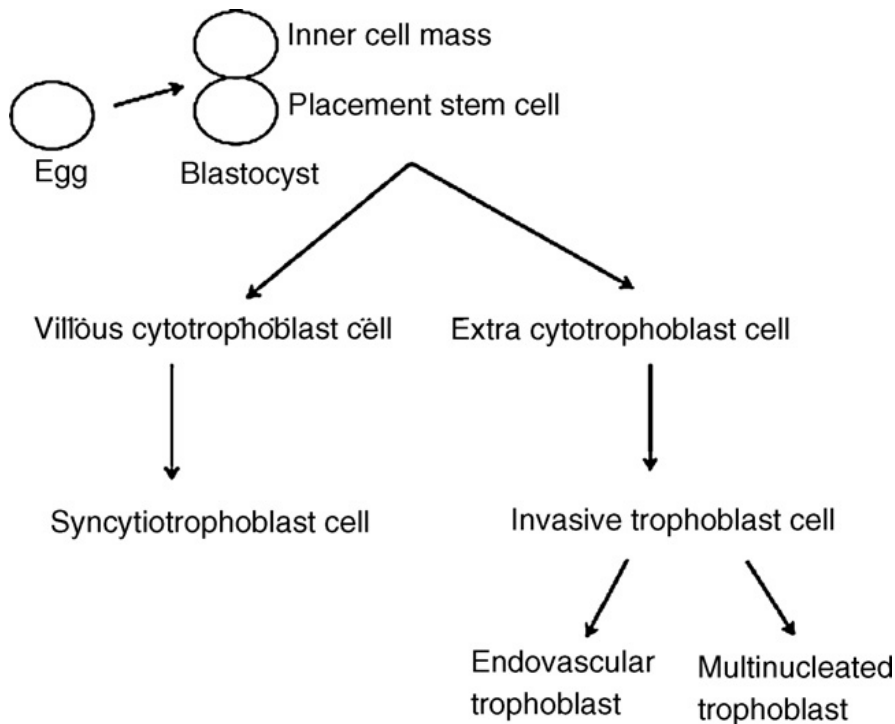 Inner cell mass
Placement stem cell
Egg
Blastocyst
Villous cytotrophoblast cell
Extra cytotrophoblast cell
Syncytiotrophoblast cell
Invasive trophoblast cell
Endovascular
trophoblast
Multinucleated
trophoblast